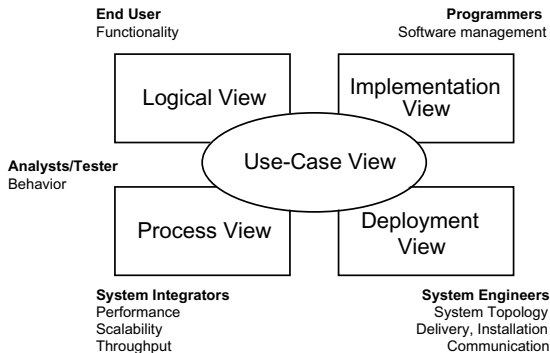 End User
Functionality
Programmers
Software management
Logical View
Implementation
View
Use-Case View
Analysts/Tester
Behavior
Process View
Deployment
View
System Integrators
Performance
Scalability
Throughput
System Engineers
System Topology
Delivery, Installation
Communication